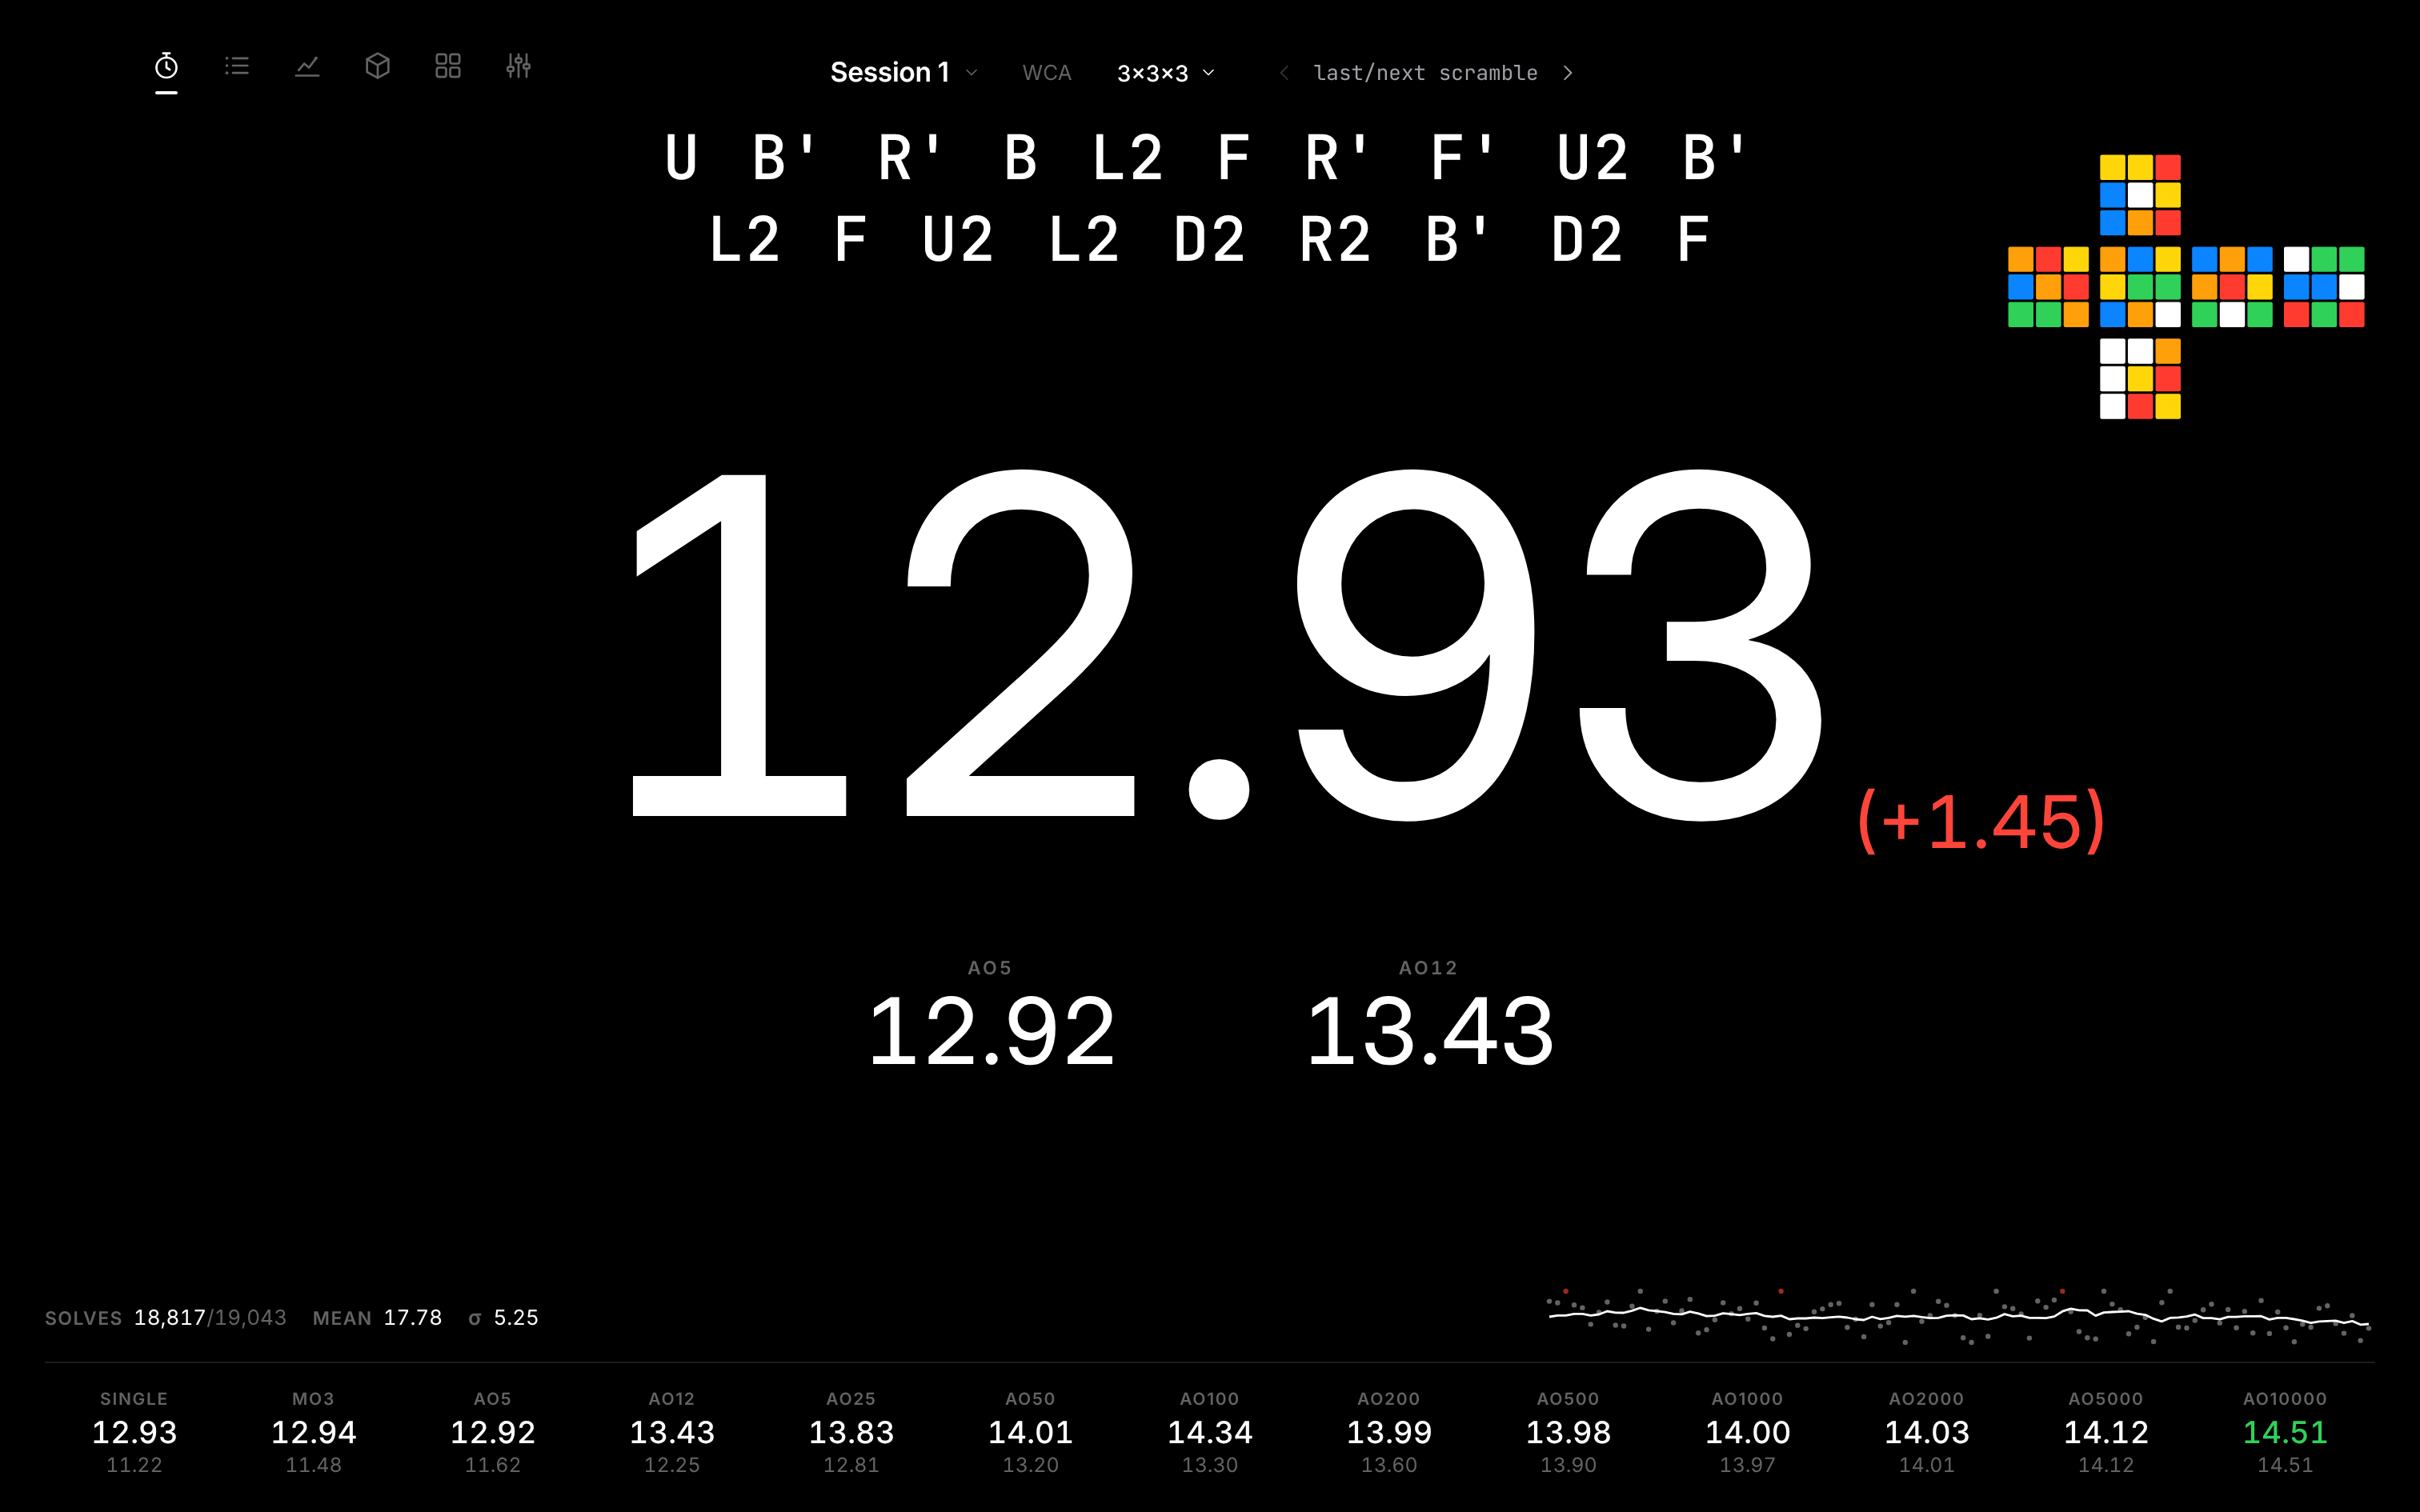 Session 1 WCA 3×3×3 last/next scramble
U B' R' B L2 F R' F' U2 B'
L2 F U2 L2 D2 R2 B' D2 F
12.93 (+1.45)
AO5 AO12
12.92 13.43
SOLVES 18,817/19,043 MEAN 17.78 σ 5.25
SINGLE MO3 AO5 AO12 AO25 AO50 AO100 AO200 AO500 AO1000 AO2000 AO5000 AO10000
12.93 12.94 12.92 13.43 13.83 14.01 14.34 13.99 13.98 14.00 14.03 14.12 14.51
11.22 11.48 11.62 12.25 12.81 13.20 13.30 13.60 13.90 13.97 14.01 14.12 14.51